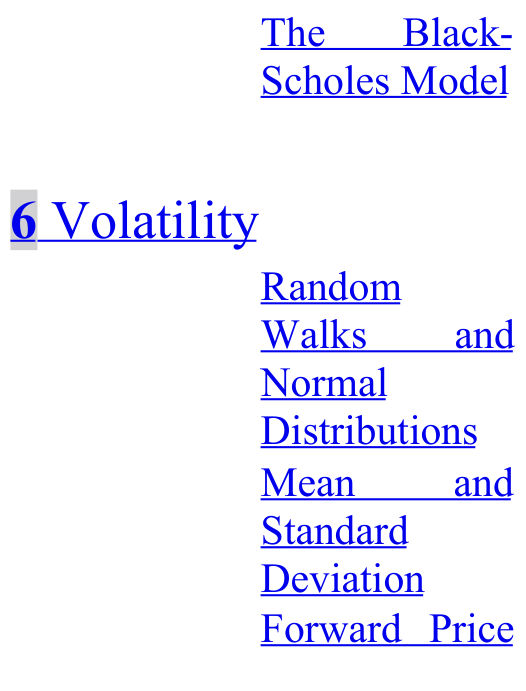 The Black-
Scholes Model
6 Volatility
Random
Walks and
Normal
Distributions
Mean and
Standard
Deviation
Forward Price